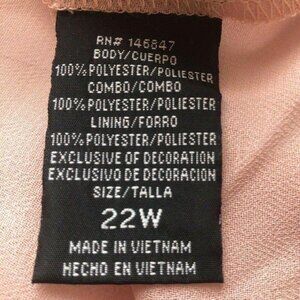 RN# 146647
BODY/CUERPO
100% POLYESTER/POLIESTER
COMBO/COMBO
100% POLYESTER/POLIESTER
LINING/FORRO
100% POLYESTER/POLIESTER
EXCLUSIVE OF DECORATION
EXCLUSIVO DE DECORACION
SIZE/TALLA
22W
MADE IN VIETNAM
HECHO EN VIETNAM